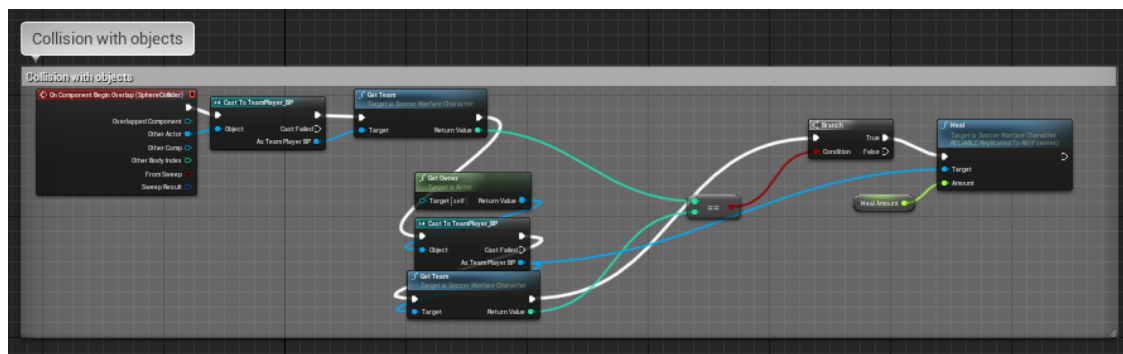 Collision with objects
Collision with objects
On Component Begin Overlap (SphereCollider)
Overlapped Component
Other Actor
Other Comp
Other Body Index
From Sweep
Sweep Result
Cast To TeamPlayer_BP
Object
Cast Failed
As Team Player BP
Get Team
Target is Soccer Warfare Character
Target
Return Value
Get Owner
Target is Actor
Target self
Return Value
Cast To TeamPlayer_BP
Object
Cast Failed
As Team Player BP
Get Team
Target is Soccer Warfare Character
Target
Return Value
==
Branch
True
Condition
False
Heal Amount
Heal
Target is Soccer Warfare Character
RELIABLE Replicated To All (if server)
Target
Amount